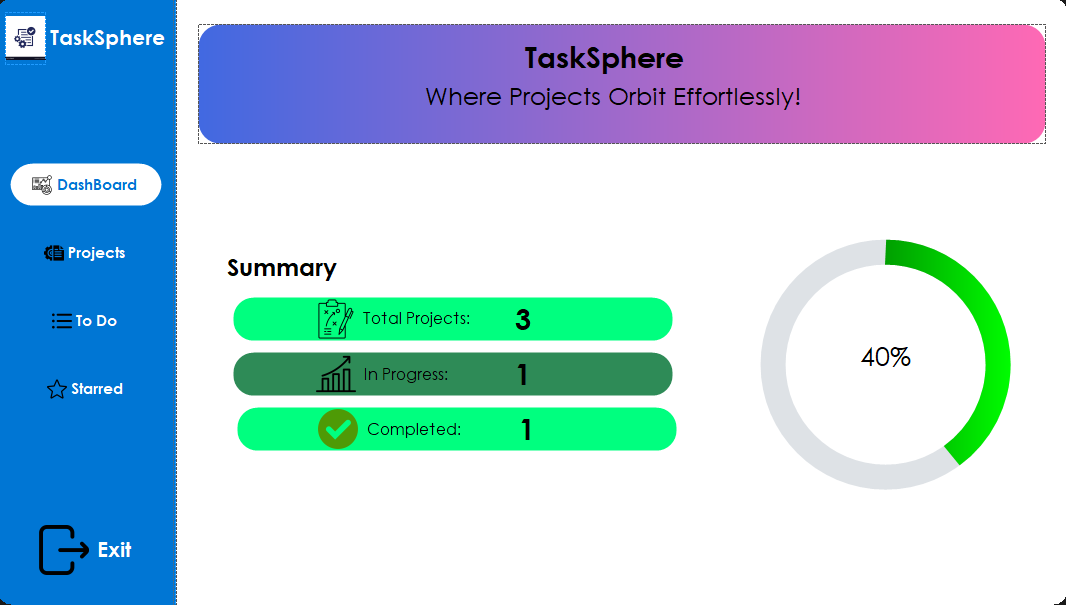 TaskSphere
DashBoard
Projects
To Do
Starred
Exit
TaskSphere
Where Projects Orbit Effortlessly!
Summary
Total Projects: 3
In Progress: 1
Completed: 1
40%